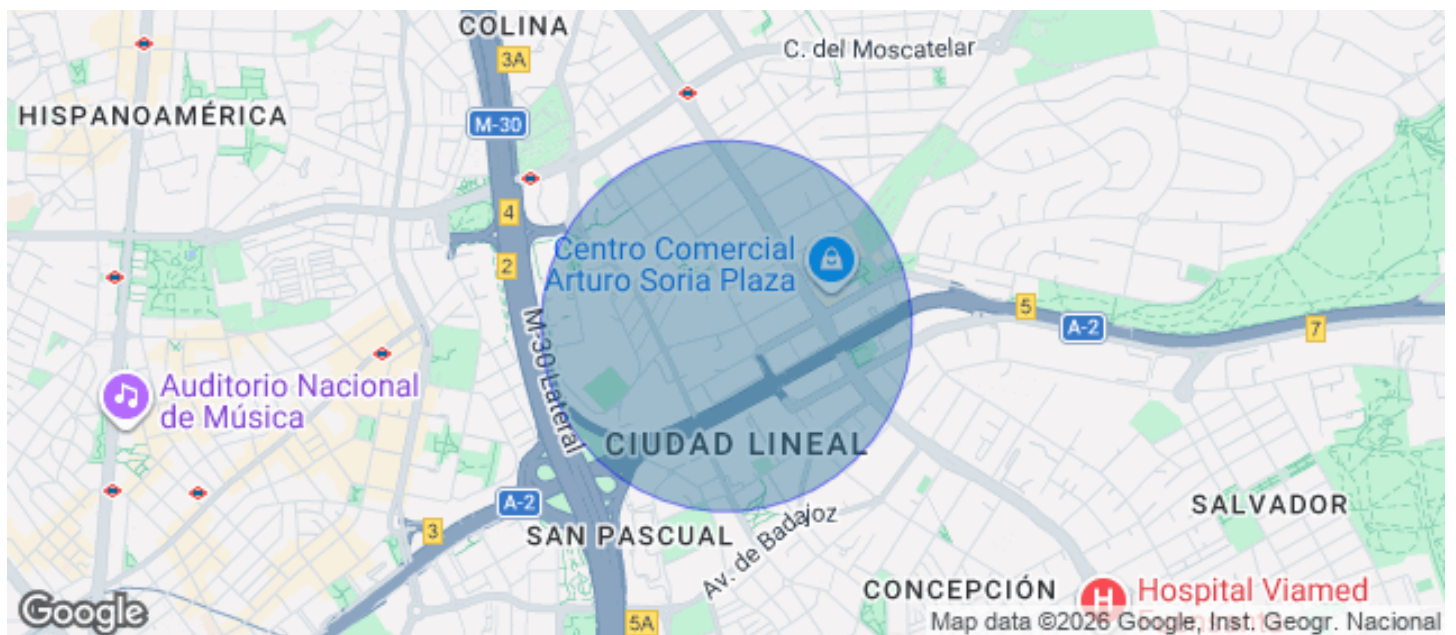 COLINA
3A
C. del Moscatelar
HISPANOAMÉRICA
M-30
4
2
Centro Comercial
Arturo Soria Plaza
M-30 Lateral
5
A-2
7
Auditorio Nacional
de Música
CIUDAD LINEAL
A-2
3
SAN PASCUAL
Av. de Badajoz
SALVADOR
CONCEPCIÓN
H
Hospital Viamed
5A
Google
Map data ©2026 Google, Inst. Geogr. Nacional